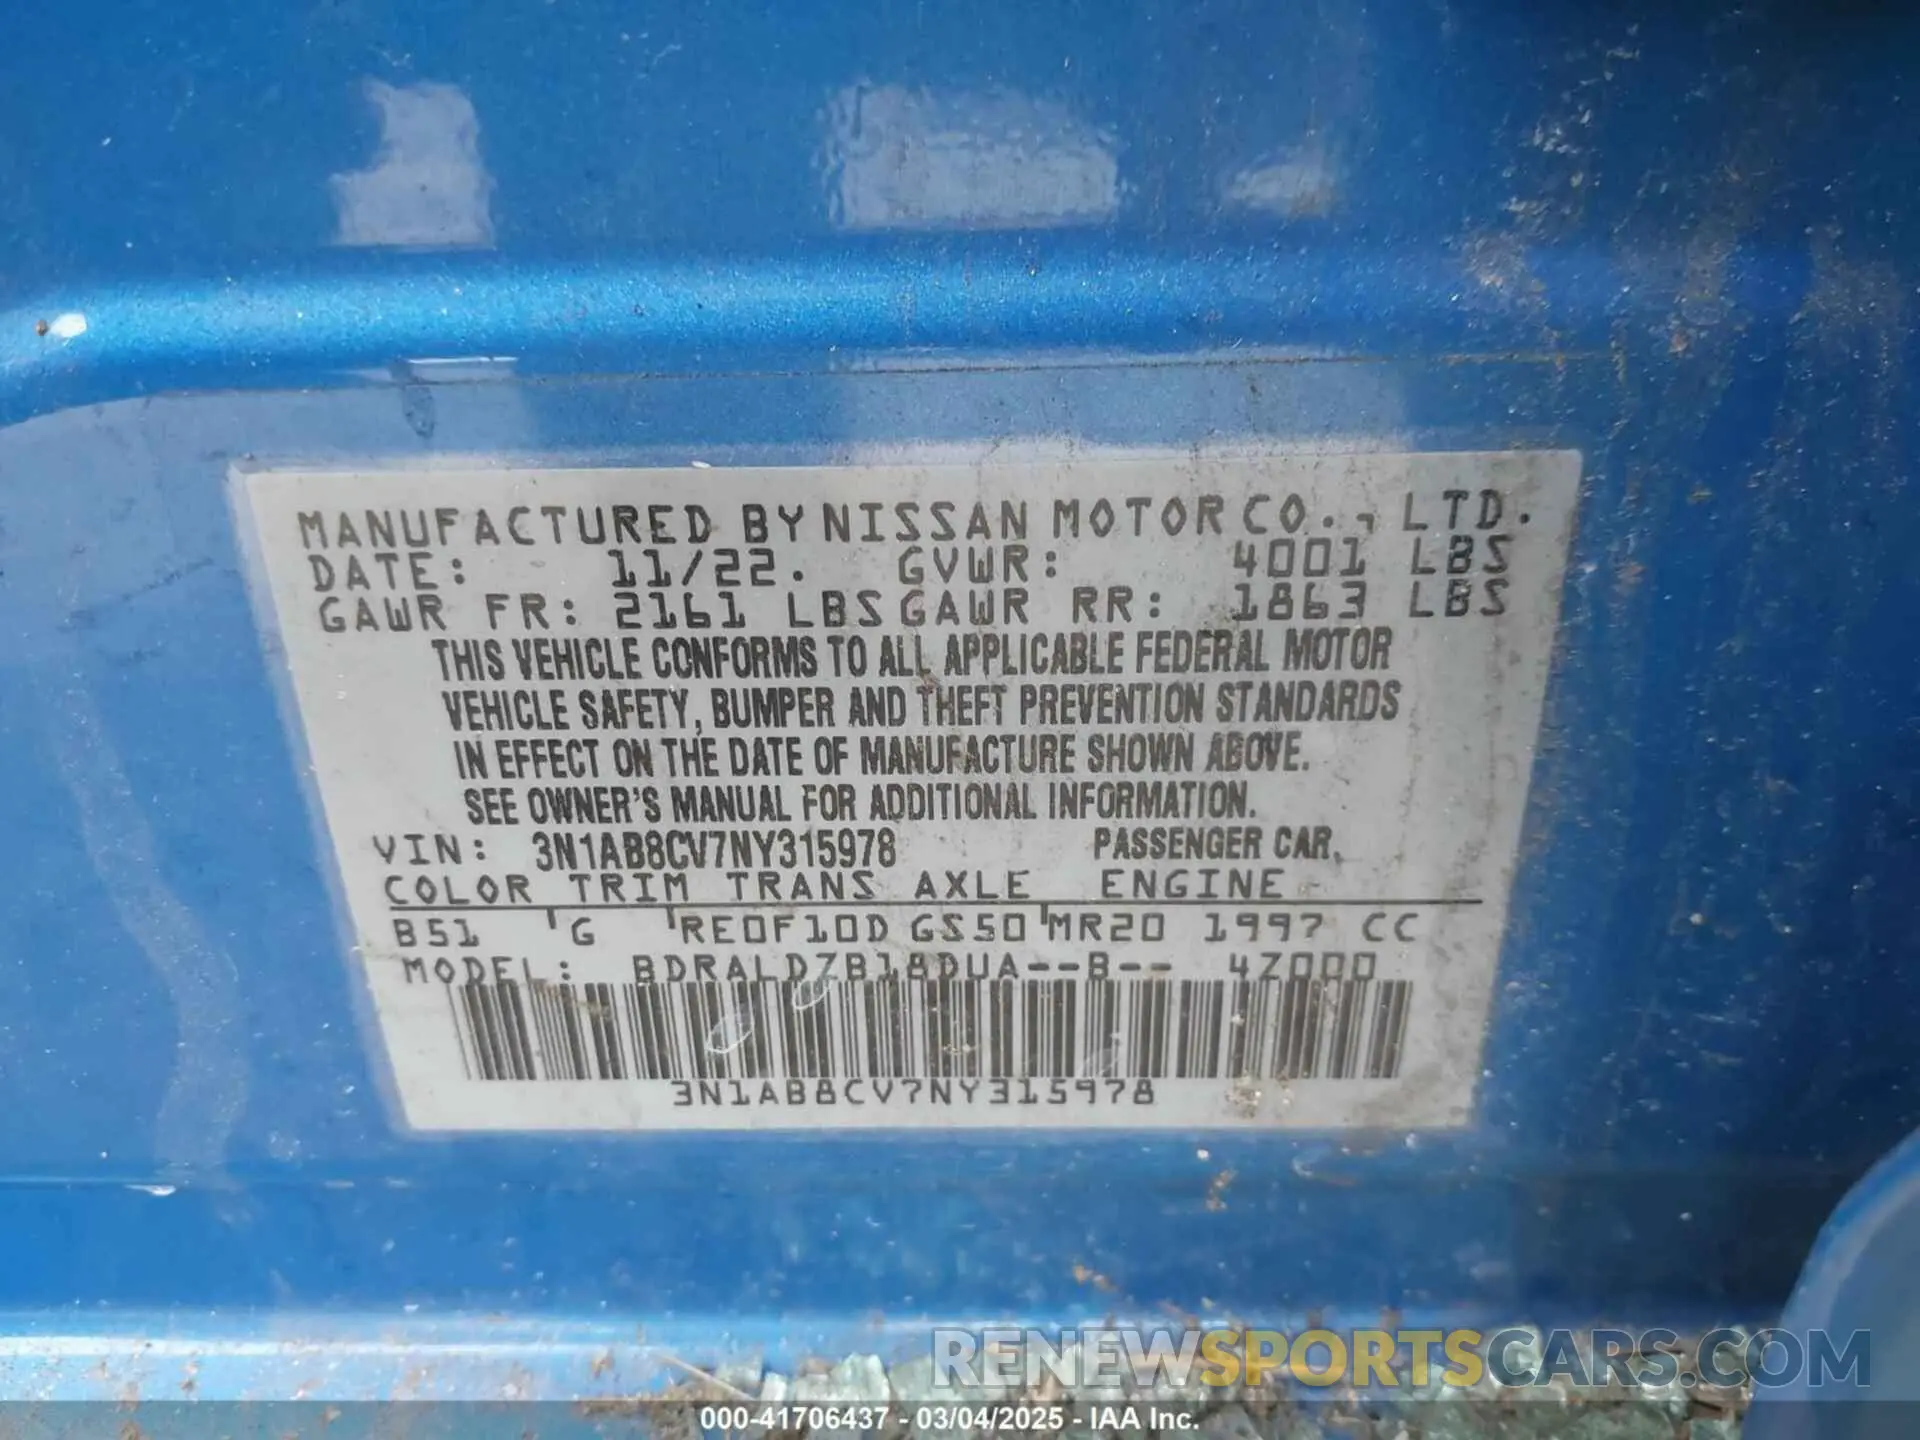 MANUFACTURED BY NISSAN MOTOR CO., LTD.
DATE: 11/22. GVWR: 4001 LBS
GAWR FR: 2161 LBS GAWR RR: 1863 LBS
THIS VEHICLE CONFORMS TO ALL APPLICABLE FEDERAL MOTOR
VEHICLE SAFETY, BUMPER AND THEFT PREVENTION STANDARDS
IN EFFECT ON THE DATE OF MANUFACTURE SHOWN ABOVE.
SEE OWNER'S MANUAL FOR ADDITIONAL INFORMATION.
VIN: 3N1AB8CV7NY315978 PASSENGER CAR.
COLOR TRIM TRANS AXLE ENGINE
B51 G RE0F10D GS50 MR20 1997 CC
MODEL: BDRALDZB18DUA--B-- 4Z000
3N1AB8CV7NY315978
RENEWSPORTSCARS.COM
000-41706437 - 03/04/2025 - IAA Inc.